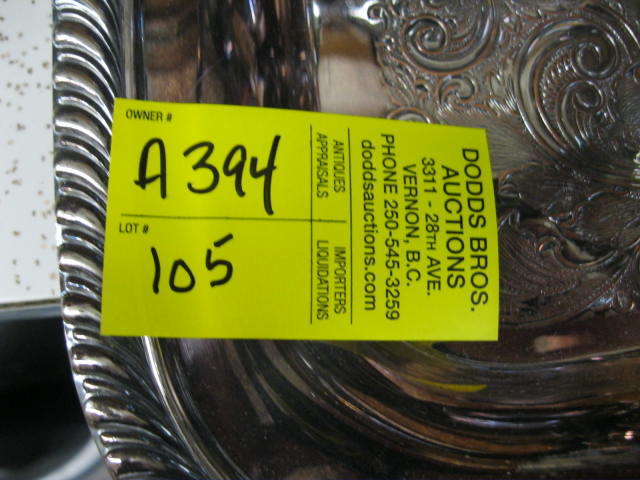 OWNER #
A394
LOT #
105
ANTIQUES
APPRAISALS
IMPORTERS
LIQUIDATIONS
DODDS BROS.
AUCTIONS
3311 - 28TH AVE.
VERNON, B.C.
PHONE 250-545-3259
doddsauctions.com